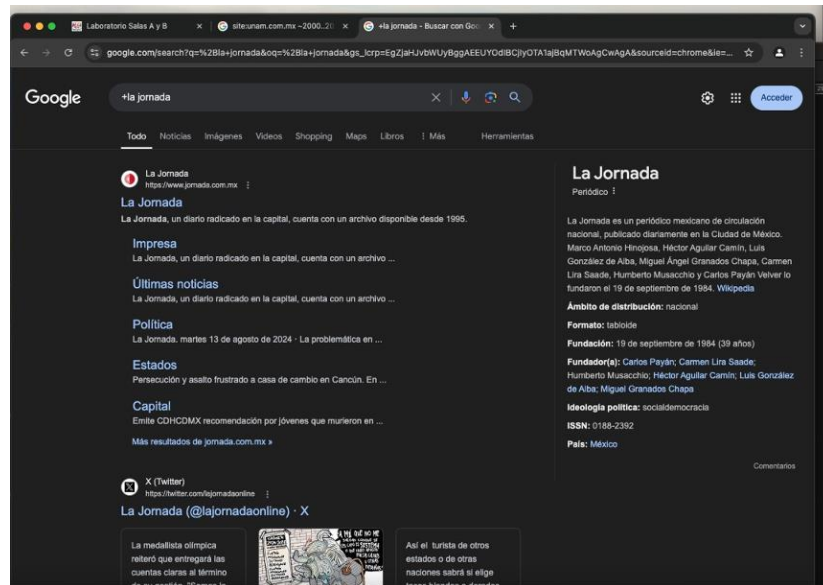 Laboratorio Salas A y B
site:unam.com.mx ~2000..20
+la jornada - Buscar con Goo
google.com/search?q=%2Bla+jornada&oq=%2Bla+jornada&gs_lcrp=EgZjaHJvbWUyBggAEEUYOdIBCjIyOTA1ajBqMTWoAgCwAgA&sourceid=chrome&ie=...
Google
+la jornada
Acceder
Todo Noticias Imágenes Videos Shopping Maps Libros Más Herramientas
La Jornada
https://www.jornada.com.mx
La Jornada
La Jornada, un diario radicado en la capital, cuenta con un archivo disponible desde 1995.
Impresa
La Jornada, un diario radicado en la capital, cuenta con un archivo ...
Últimas noticias
La Jornada, un diario radicado en la capital, cuenta con un archivo ...
Política
La Jornada. martes 13 de agosto de 2024 · La problemática en ...
Estados
Persecución y asalto frustrado a casa de cambio en Cancún. En ...
Capital
Emite CDHCDMX recomendación por jóvenes que murieron en ...
Más resultados de jornada.com.mx »
X (Twitter)
https://twitter.com/lajornadaonline
La Jornada (@lajornadaonline) · X
La medallista olímpica
reiteró que entregará las
cuentas claras al término
Así el turista de otros
estados o de otras
naciones sabrá si elige
La Jornada
Periódico
La Jornada es un periódico mexicano de circulación
nacional, publicado diariamente en la Ciudad de México.
Marco Antonio Hinojosa, Héctor Aguilar Camín, Luis
González de Alba, Miguel Ángel Granados Chapa, Carmen
Lira Saade, Humberto Musacchio y Carlos Payán Velver lo
fundaron el 19 de septiembre de 1984. Wikipedia
Ámbito de distribución: nacional
Formato: tabloide
Fundación: 19 de septiembre de 1984 (39 años)
Fundador(a): Carlos Payán; Carmen Lira Saade;
Humberto Musacchio; Héctor Aguilar Camín; Luis González
de Alba; Miguel Granados Chapa
Ideología política: socialdemocracia
ISSN: 0188-2392
País: México
Comentarios